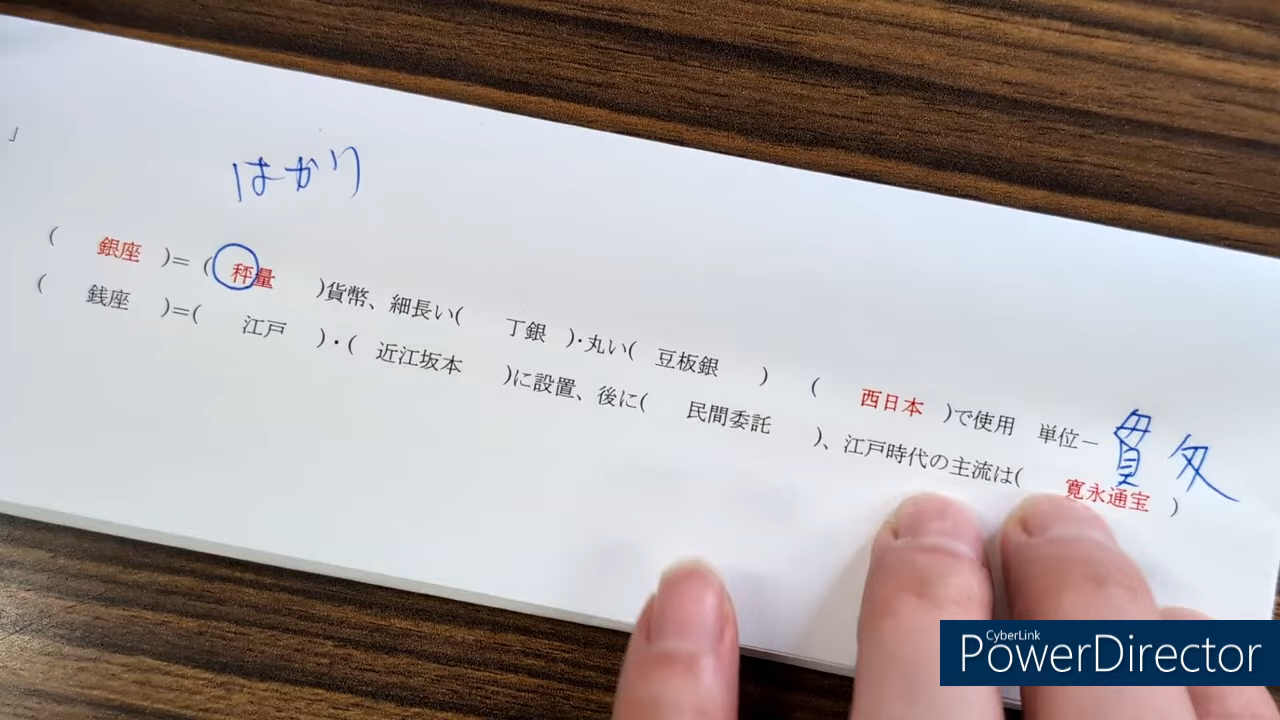 」
はかり
( 銀座 )=( 秤量 )貨幣、細長い( 丁銀 )・丸い( 豆板銀 ) ( 西日本 )で使用 単位ー貫匁
( 銭座 )=( 江戸 )・( 近江坂本 )に設置、後に( 民間委託 )、江戸時代の主流は( 寛永通宝 )
CyberLink
PowerDirector